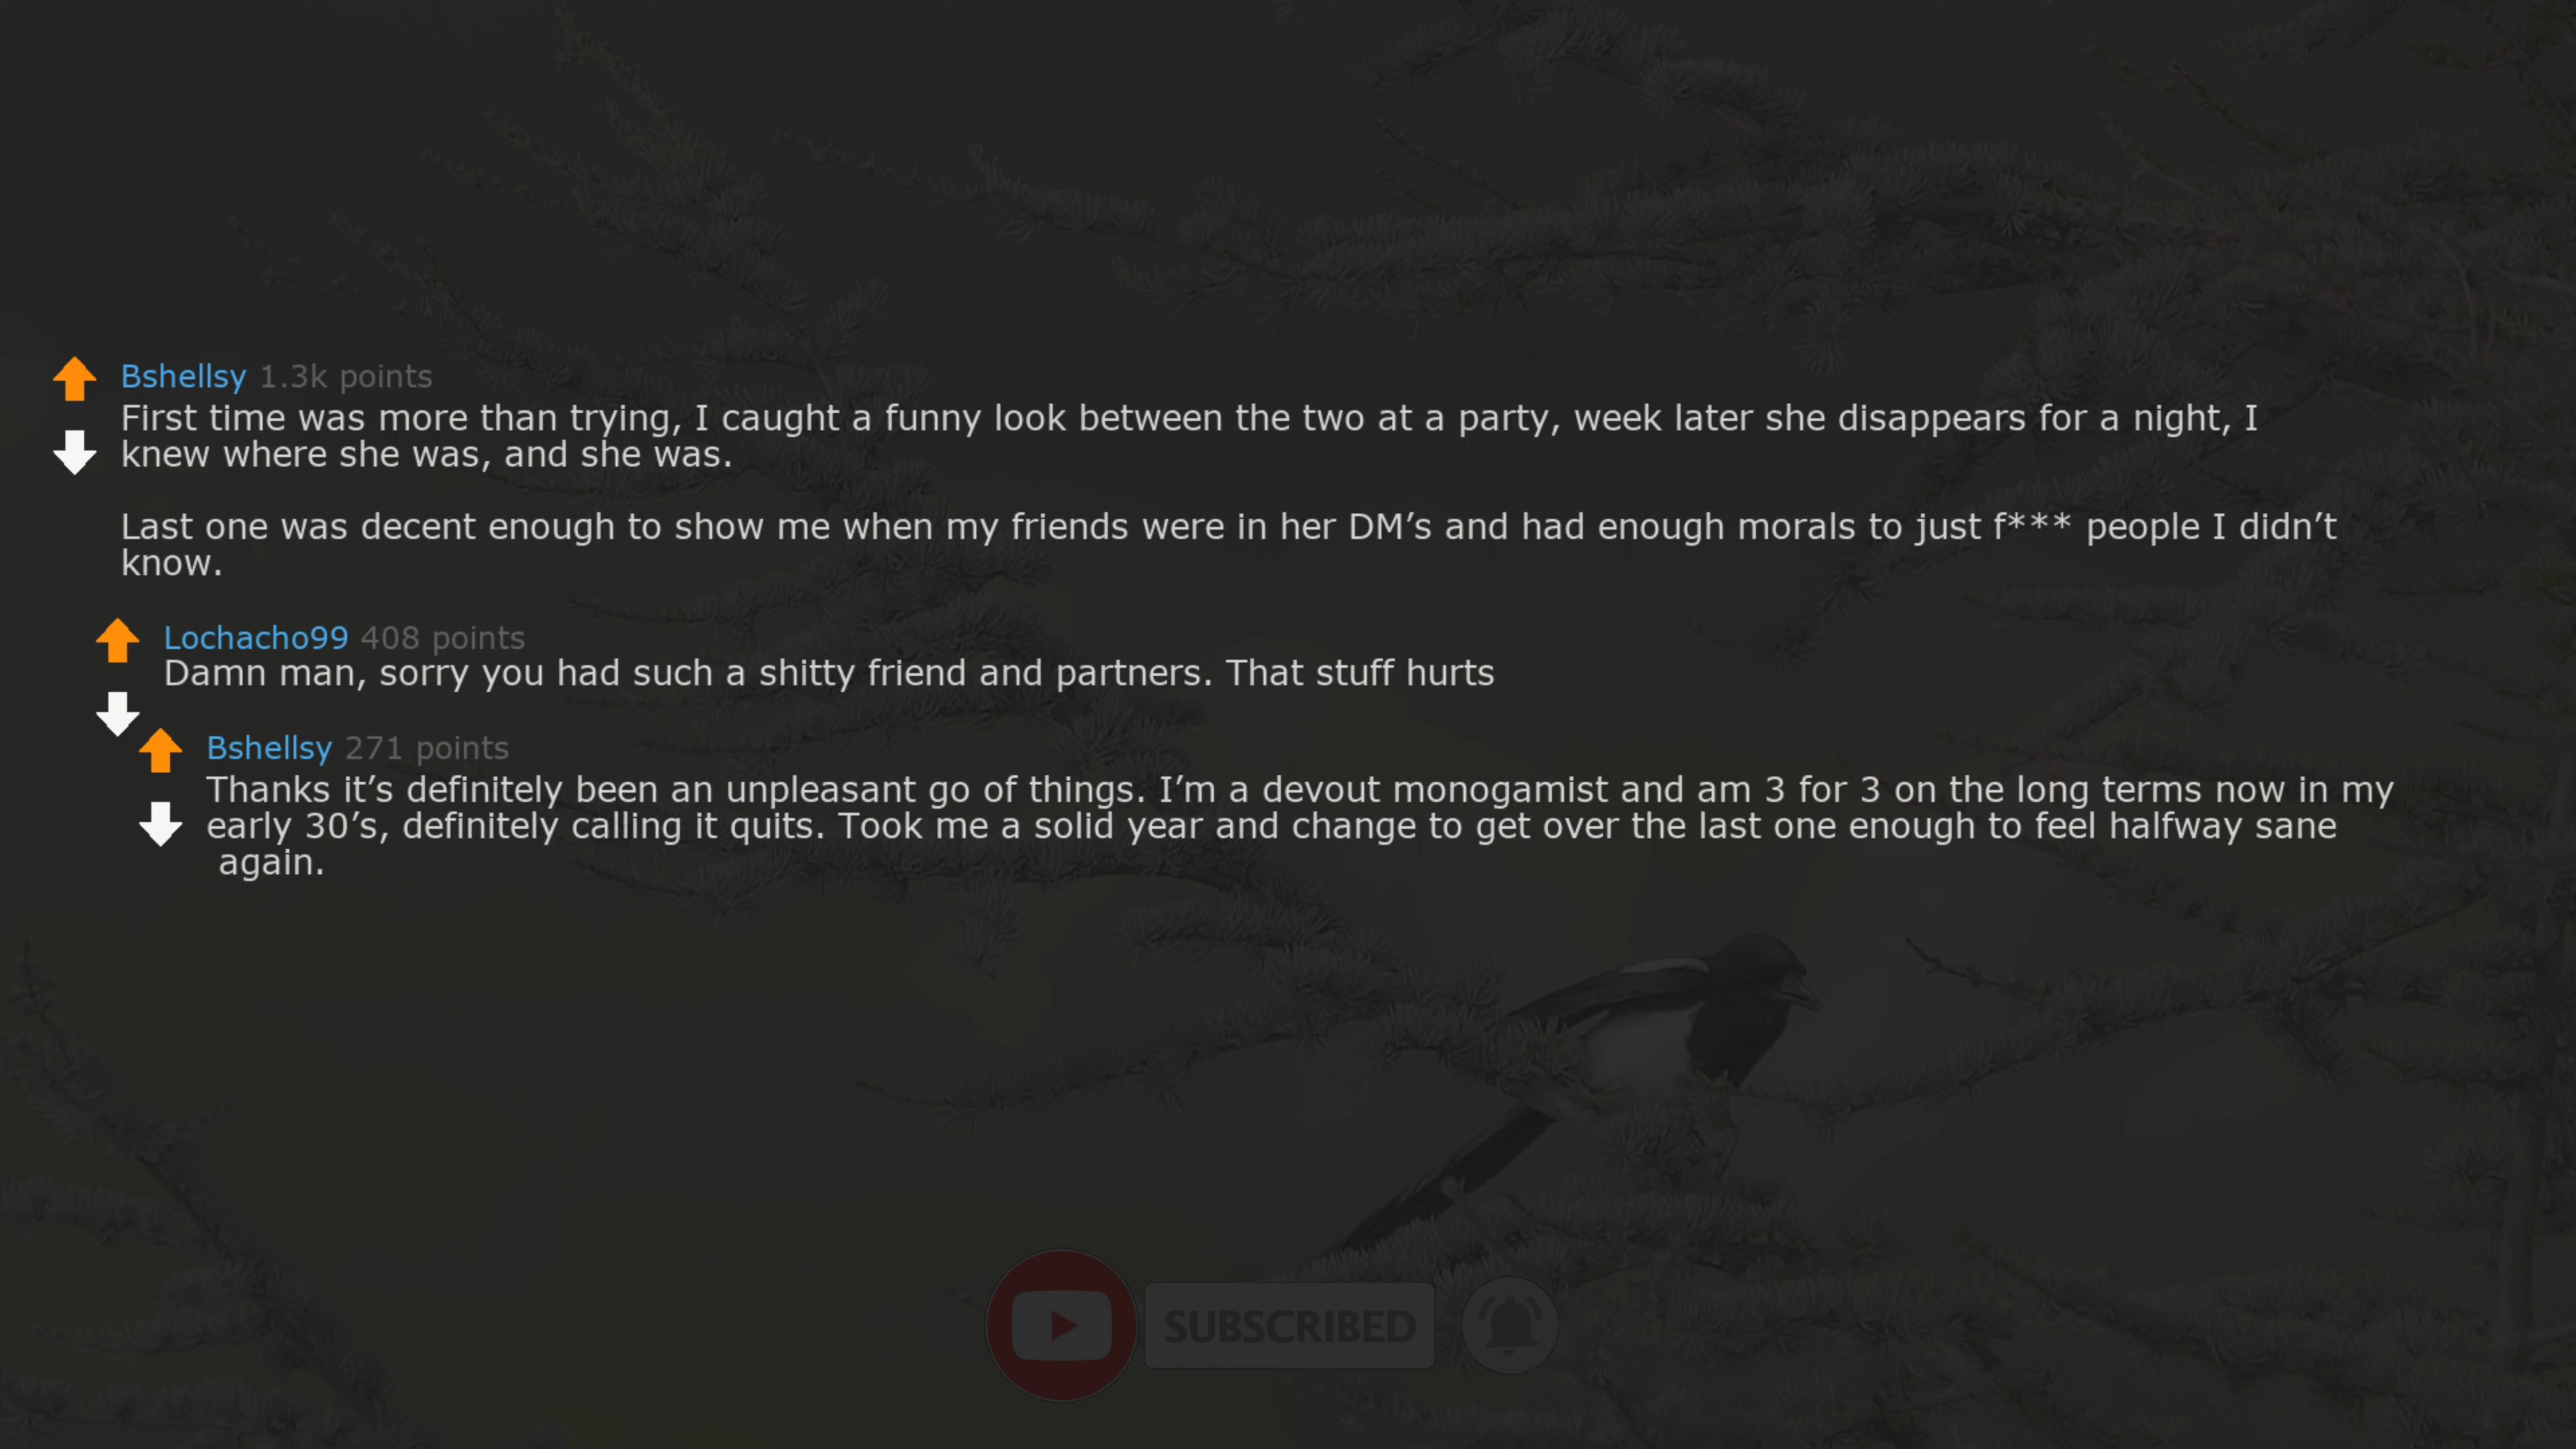 Bshellsy 1.3k points
First time was more than trying, I caught a funny look between the two at a party, week later she disappears for a night, I
knew where she was, and she was.
Last one was decent enough to show me when my friends were in her DM’s and had enough morals to just f*** people I didn’t
know.
Lochacho99 408 points
Damn man, sorry you had such a shitty friend and partners. That stuff hurts
Bshellsy 271 points
Thanks it’s definitely been an unpleasant go of things. I’m a devout monogamist and am 3 for 3 on the long terms now in my
early 30’s, definitely calling it quits. Took me a solid year and change to get over the last one enough to feel halfway sane
again.
SUBSCRIBED